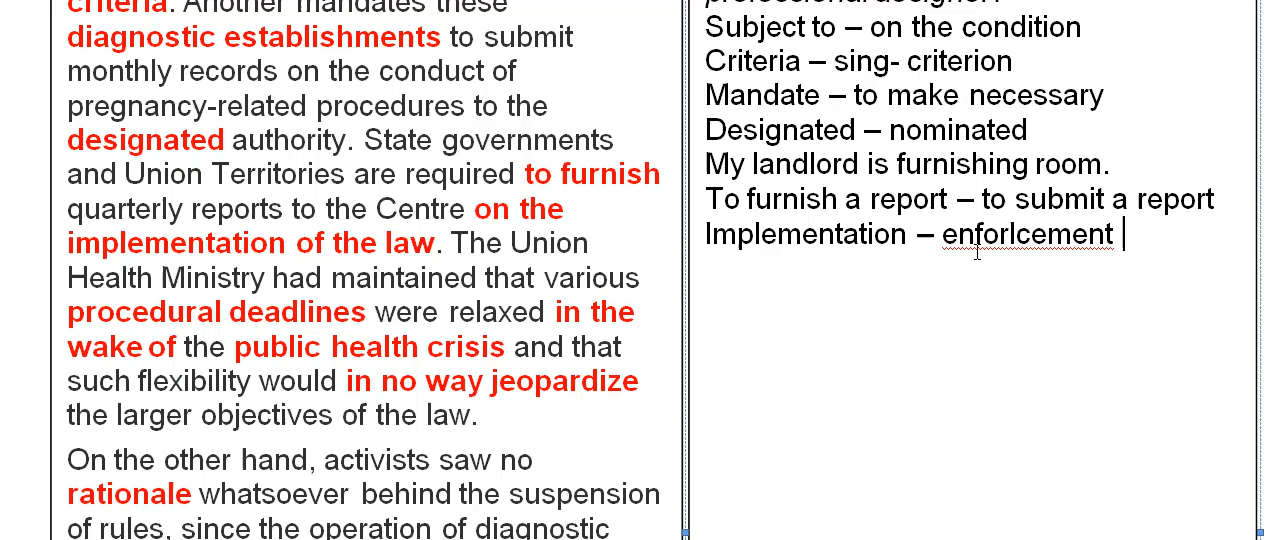 criteria. Another mandates these
diagnostic establishments to submit
monthly records on the conduct of
pregnancy-related procedures to the
designated authority. State governments
and Union Territories are required to furnish
quarterly reports to the Centre on the
implementation of the law. The Union
Health Ministry had maintained that various
procedural deadlines were relaxed in the
wake of the public health crisis and that
such flexibility would in no way jeopardize
the larger objectives of the law.
On the other hand, activists saw no
rationale whatsoever behind the suspension
of rules, since the operation of diagnostic
professional designer.
Subject to – on the condition
Criteria – sing- criterion
Mandate – to make necessary
Designated – nominated
My landlord is furnishing room.
To furnish a report – to submit a report
Implementation – enforlcement